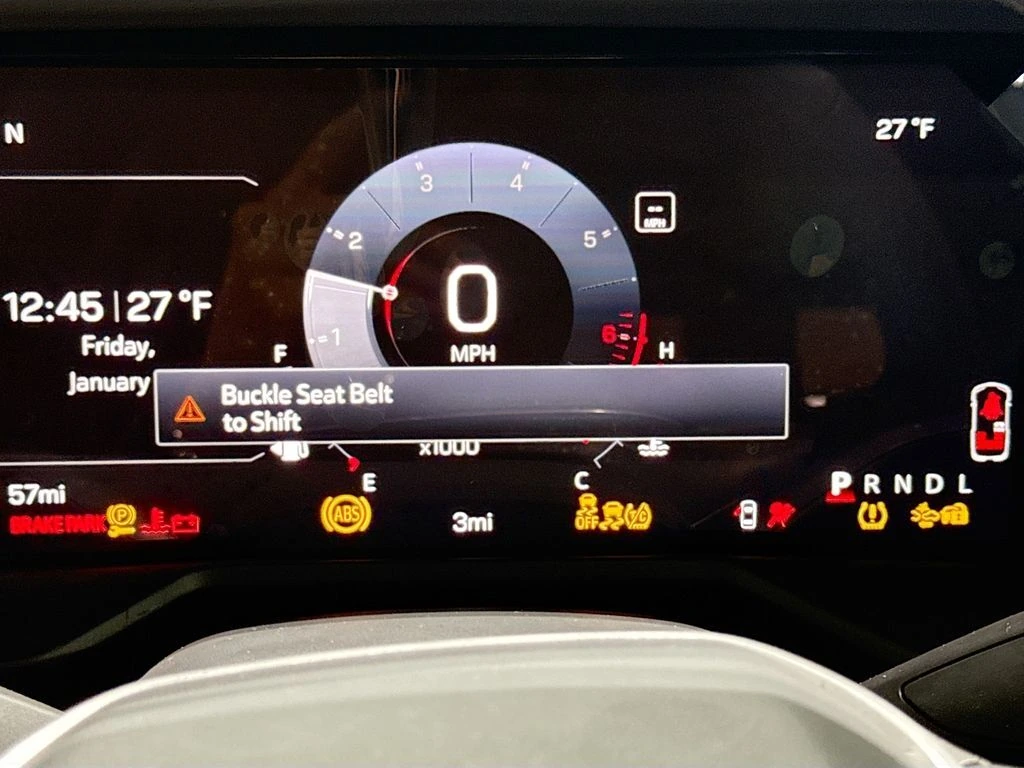 N
27 °F
3
4
2
5
--
MPH
12:45 | 27 °F
0
1
6
Friday,
January
MPH
F
H
Buckle Seat Belt
to Shift
x1000
E
C
57mi
P R N D L
BRAKE PARK
P
ABS
3mi
OFF